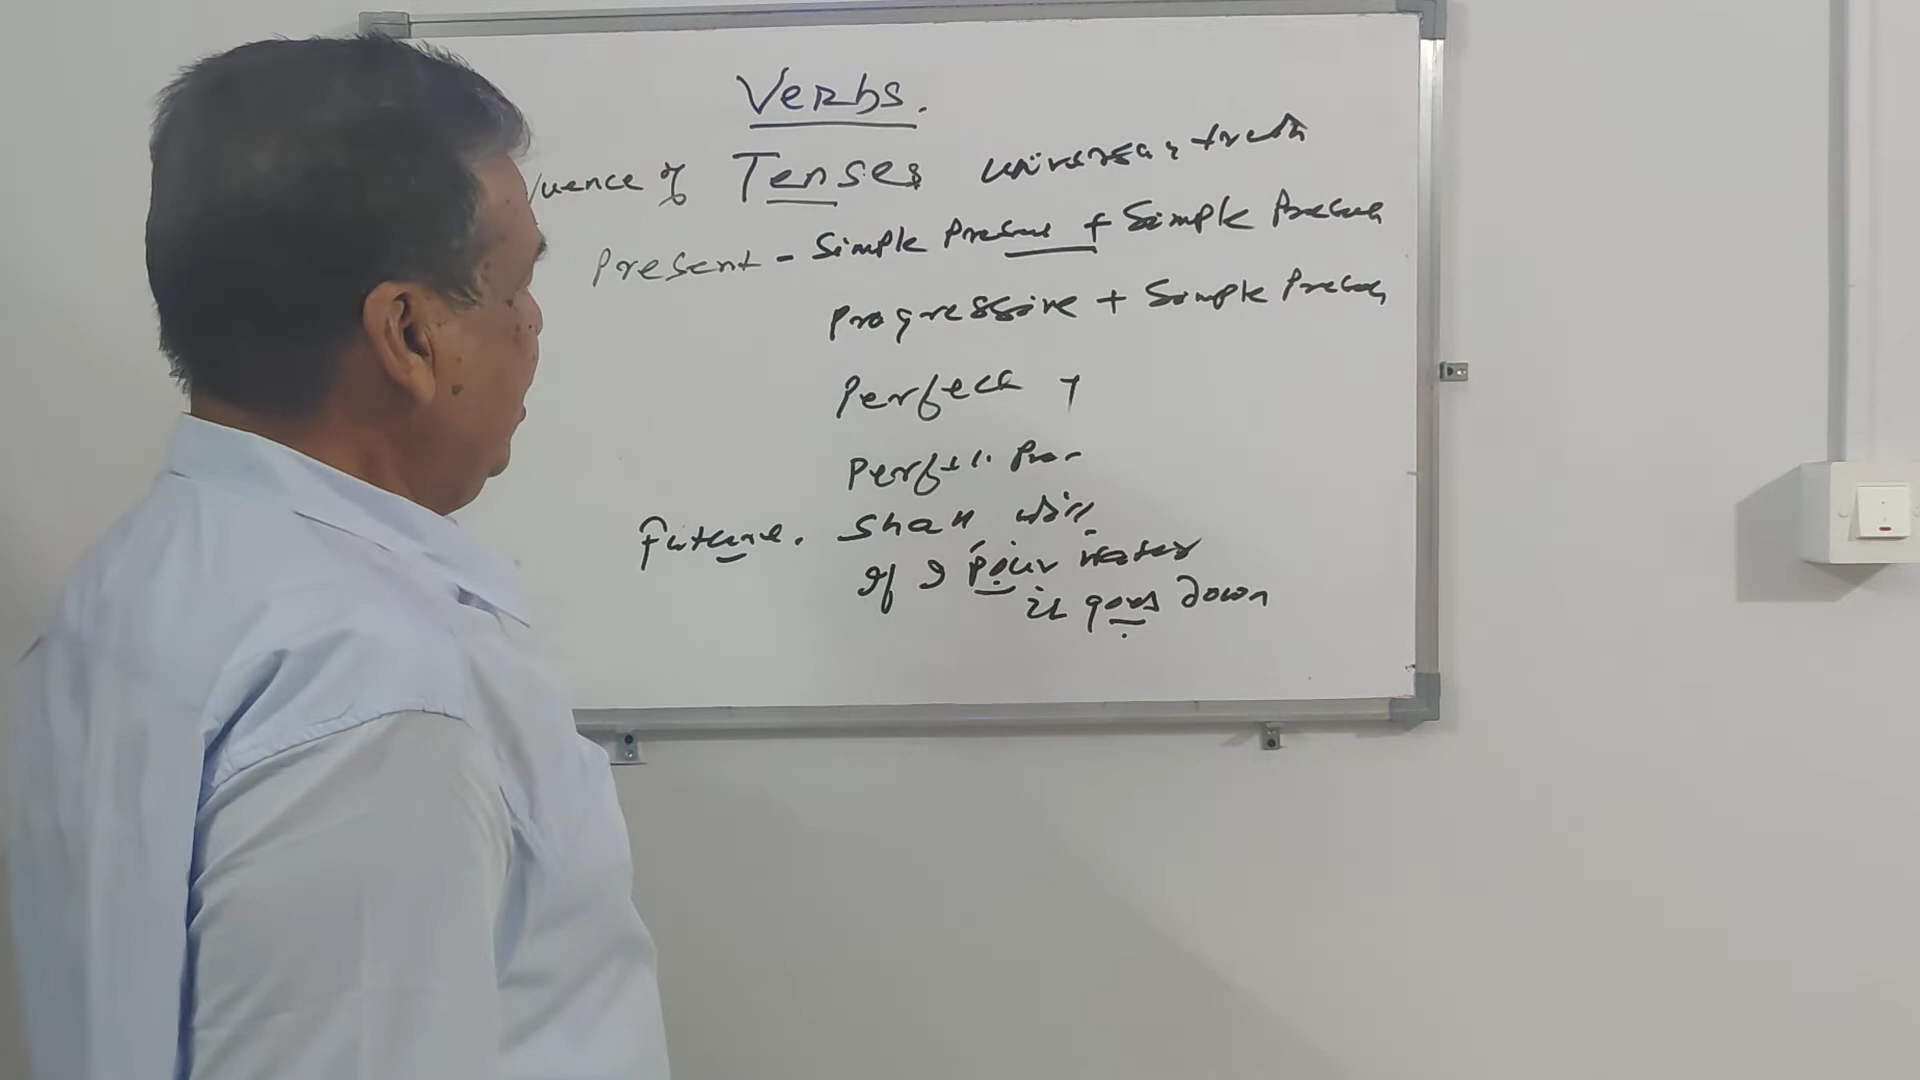 Verbs.
uence of Tenses universal truth
Present - Simple Present + Simple Present
Progressive + Simple Present
Perfect +
Perfect. Pro-
Future. Shall will
If I pour water
it goes down